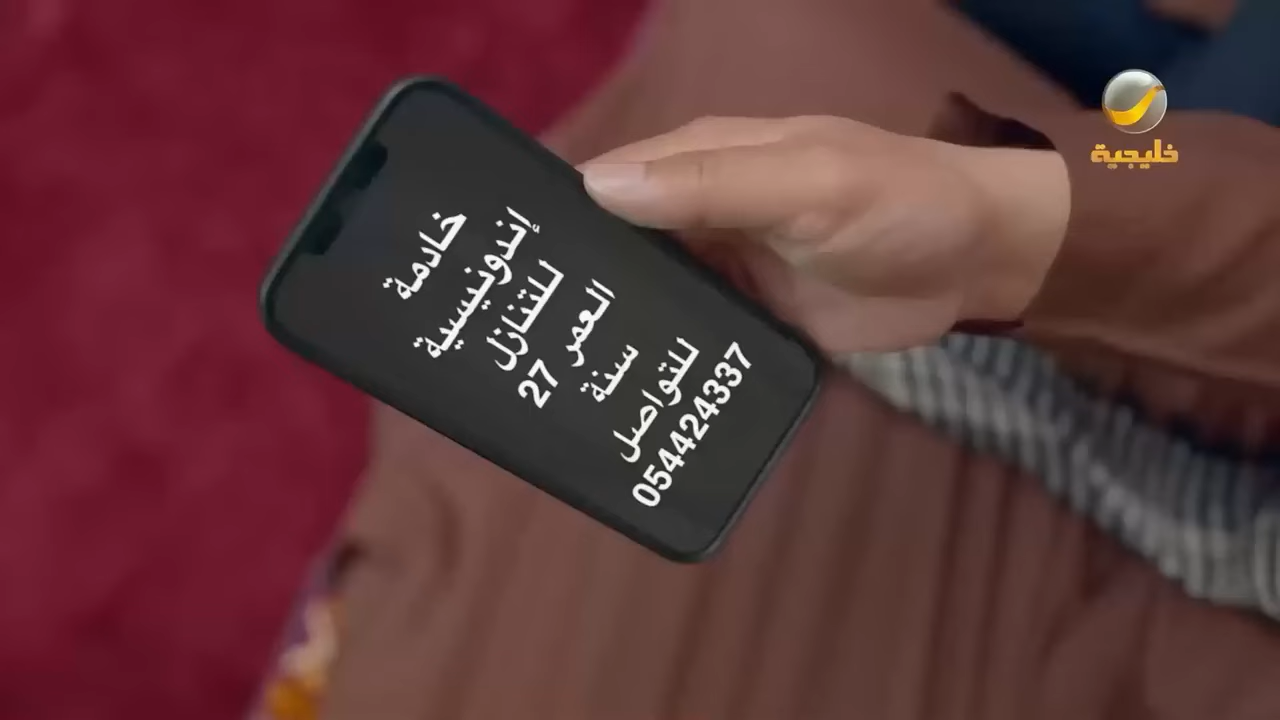 خادمة
إندونيسية
للتنازل
العمر 27
سنة
للتواصل
054424337
خليجية